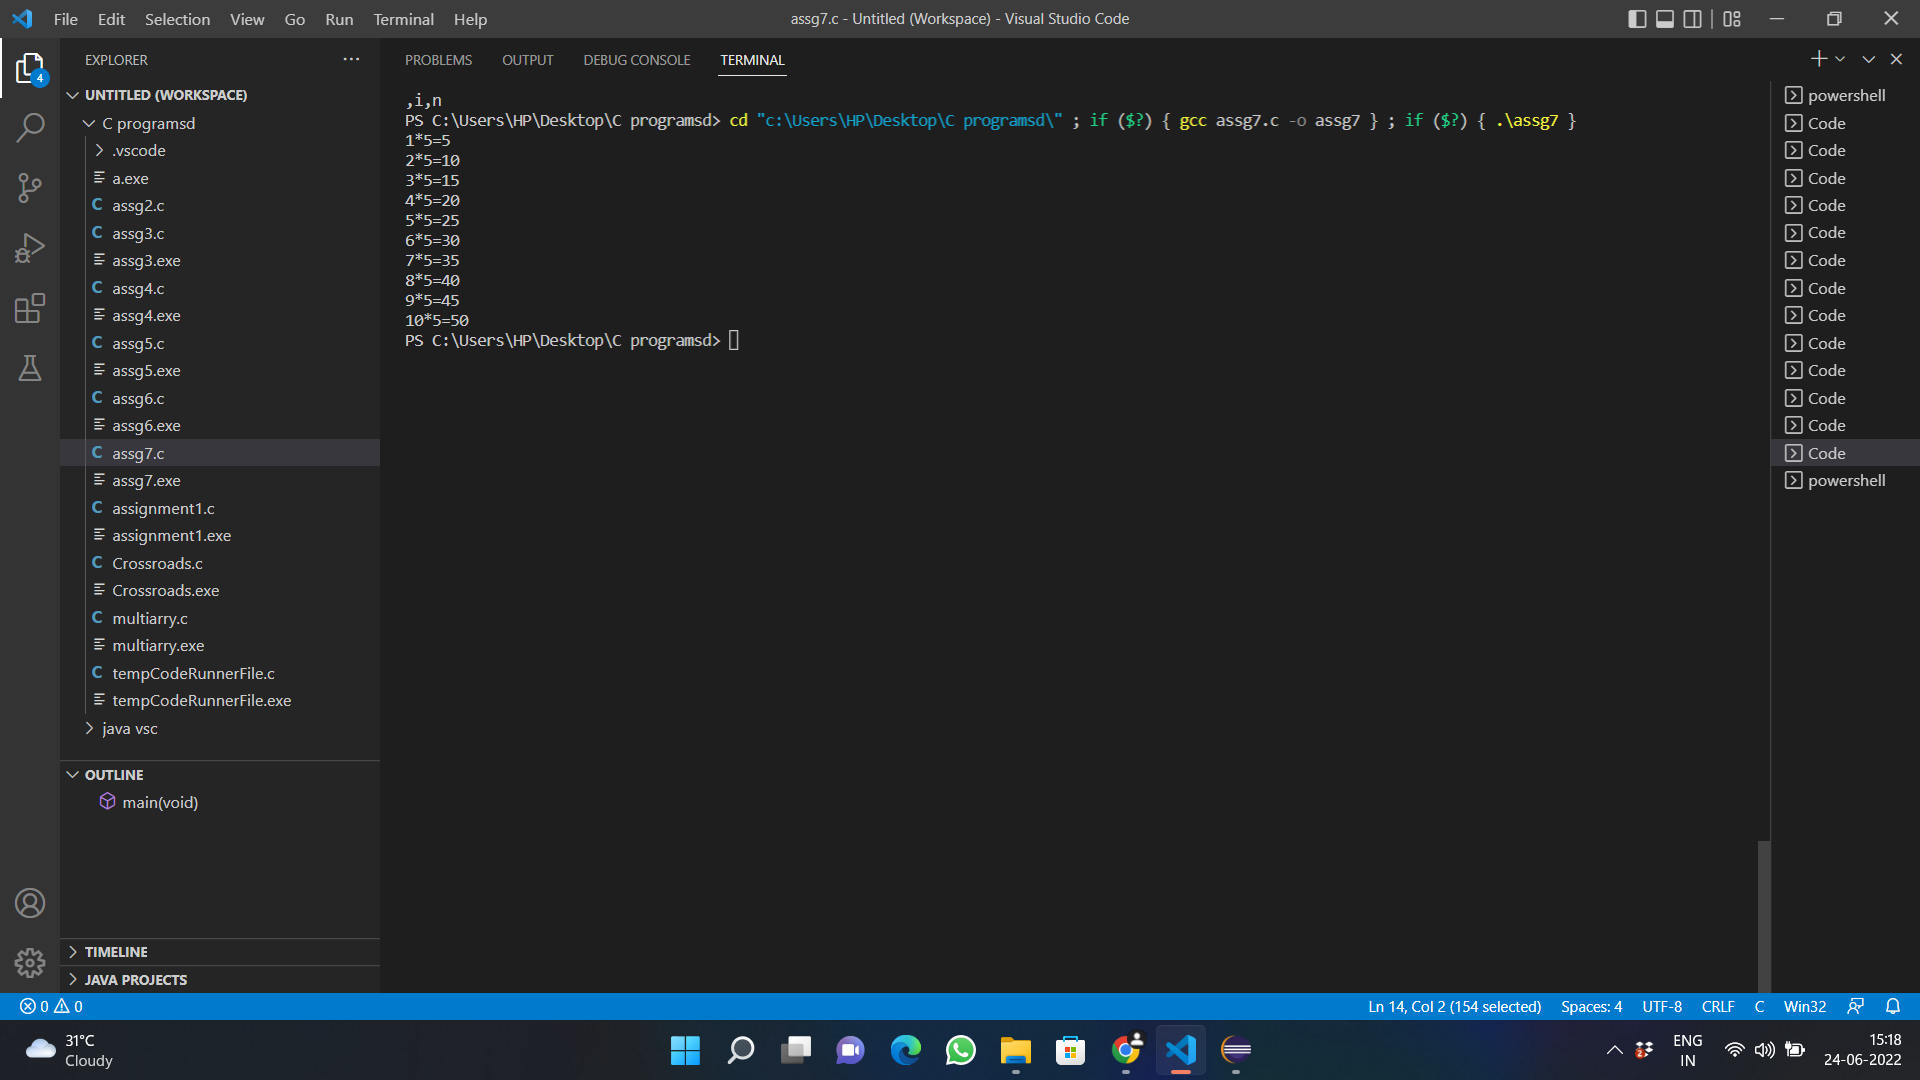 File Edit Selection View Go Run Terminal Help
assg7.c - Untitled (Workspace) - Visual Studio Code
EXPLORER
UNTITLED (WORKSPACE)
C programsd
.vscode
a.exe
C assg2.c
C assg3.c
assg3.exe
C assg4.c
assg4.exe
C assg5.c
assg5.exe
C assg6.c
assg6.exe
C assg7.c
assg7.exe
C assignment1.c
assignment1.exe
C Crossroads.c
Crossroads.exe
C multiarry.c
multiarry.exe
C tempCodeRunnerFile.c
tempCodeRunnerFile.exe
java vsc
OUTLINE
main(void)
TIMELINE
JAVA PROJECTS
4
PROBLEMS OUTPUT DEBUG CONSOLE TERMINAL
,i,n
PS C:\Users\HP\Desktop\C programsd> cd "c:\Users\HP\Desktop\C programsd\" ; if ($?) { gcc assg7.c -o assg7 } ; if ($?) { .\assg7 }
1*5=5
2*5=10
3*5=15
4*5=20
5*5=25
6*5=30
7*5=35
8*5=40
9*5=45
10*5=50
PS C:\Users\HP\Desktop\C programsd>
powershell
Code
Code
Code
Code
Code
Code
Code
Code
Code
Code
Code
Code
Code
powershell
0 0
Ln 14, Col 2 (154 selected) Spaces: 4 UTF-8 CRLF C Win32
31°C
Cloudy
2
ENG
IN
15:18
24-06-2022